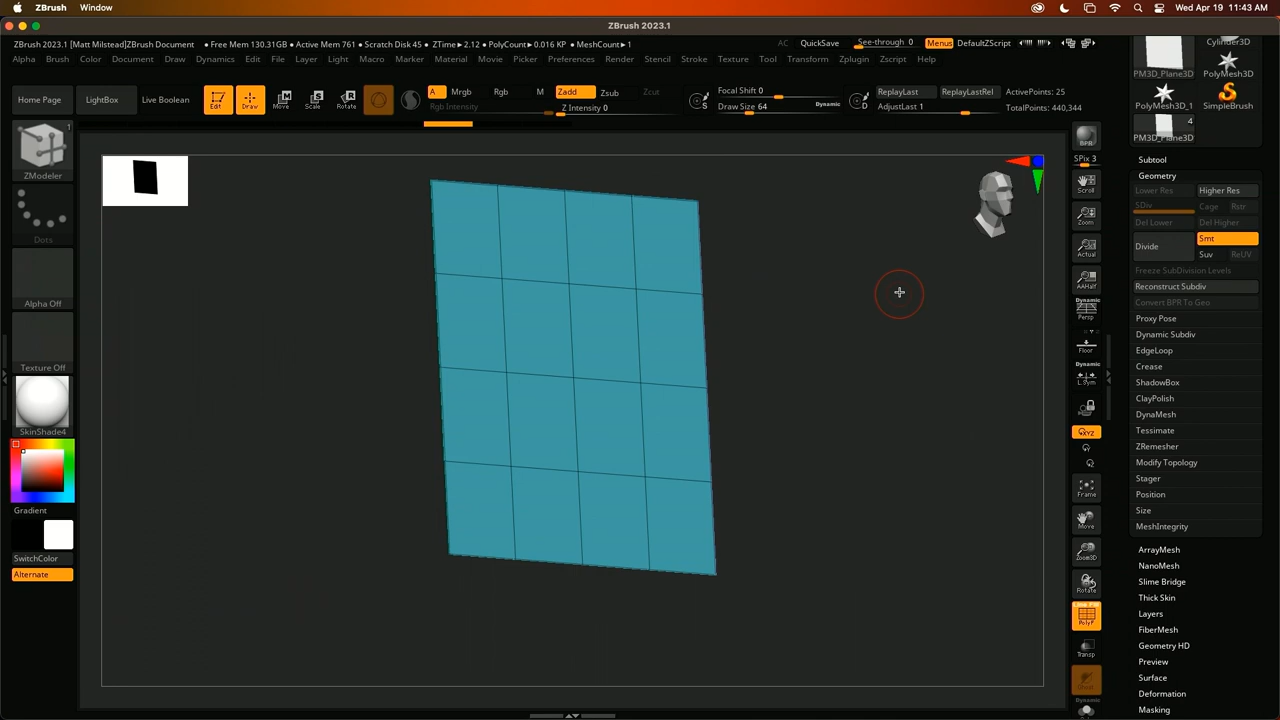 ZBrush Window Wed Apr 19 11:43 AM
ZBrush 2023.1
ZBrush 2023.1 [Matt Milstead]ZBrush Document • Free Mem 130.31GB • Active Mem 761 • Scratch Disk 45 • ZTime▸2.12 • PolyCount▸0.016 KP • MeshCount▸1 AC QuickSave See-through 0 Menus DefaultZScript
Alpha Brush Color Document Draw Dynamics Edit File Layer Light Macro Marker Material Movie Picker Preferences Render Stencil Stroke Texture Tool Transform Zplugin Zscript Help
Home Page LightBox Live Boolean Edit Draw Move Scale Rotate
A Mrgb Rgb M Zadd Zsub Zcut
Rgb Intensity Z Intensity 0
S Focal Shift 0
Draw Size 64 Dynamic
D ReplayLast ReplayLastRel ActivePoints: 25
AdjustLast 1 TotalPoints: 440,344
1
ZModeler
Dots
Alpha Off
Texture Off
SkinShade4
Gradient
SwitchColor
Alternate
BPR
SPix 3
Scroll
Zoom
Actual
AAHalf
Dynamic
Persp
Floor
Dynamic
L.Sym
XYZ
Frame
Move
Zoom3D
Rotate
Line Fill
PolyF
Transp
Dynamic
Cylinder3D
PM3D_Plane3D PolyMesh3D
PolyMesh3D_1 SimpleBrush
4
PM3D_Plane3D
Subtool
Geometry
Lower Res Higher Res
SDiv Cage Rstr
Del Lower Del Higher
Divide Smt
Suv ReUV
Freeze SubDivision Levels
Reconstruct Subdiv
Convert BPR To Geo
Proxy Pose
Dynamic Subdiv
EdgeLoop
Crease
ShadowBox
ClayPolish
DynaMesh
Tessimate
ZRemesher
Modify Topology
Stager
Position
Size
MeshIntegrity
ArrayMesh
NanoMesh
Slime Bridge
Thick Skin
Layers
FiberMesh
Geometry HD
Preview
Surface
Deformation
Masking